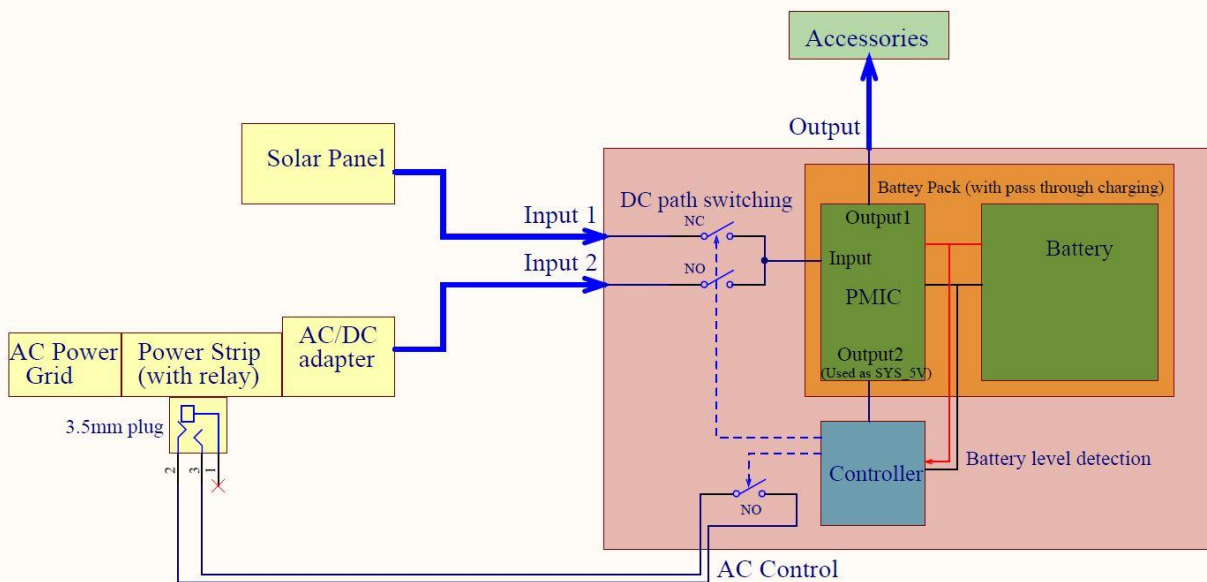 Accessories
Output
Solar Panel
Battey Pack (with pass through charging)
DC path switching
Input 1
NC
Output1
Battery
Input 2
NO
Input
PMIC
AC Power
Grid
Power Strip
(with relay)
AC/DC
adapter
Output2
(Used as SYS_5V)
3.5mm plug
2
3
1
Battery level detection
Controller
NO
AC Control